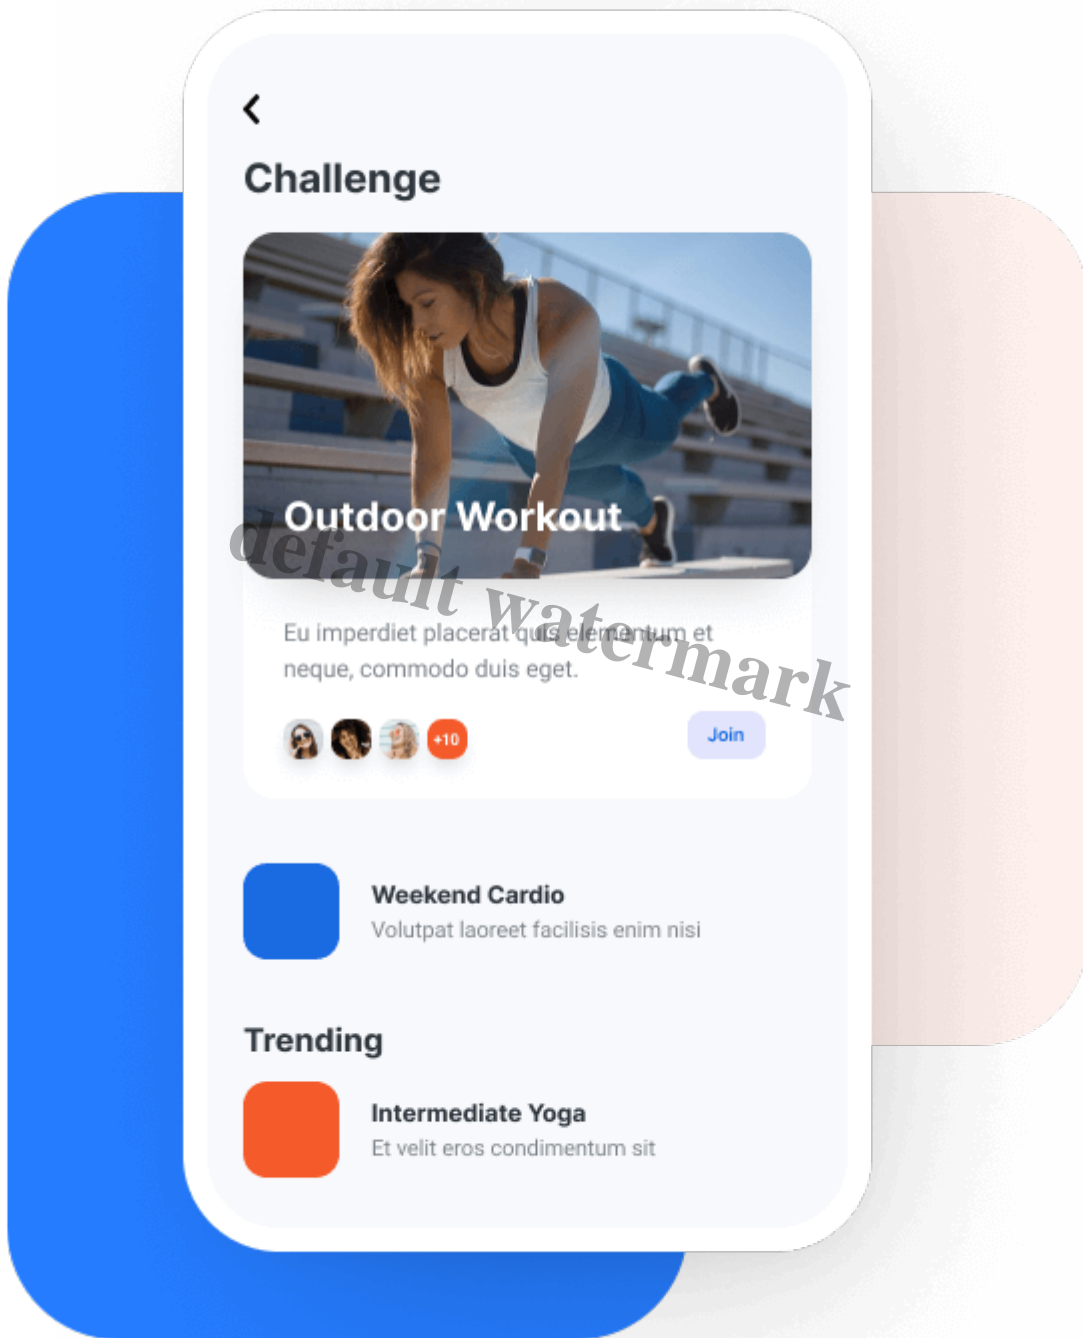 Challenge
Outdoor Workout
default watermark
Eu imperdiet placerat quis elementum et
neque, commodo duis eget.
+10
Join
Weekend Cardio
Volutpat laoreet facilisis enim nisi
Trending
Intermediate Yoga
Et velit eros condimentum sit